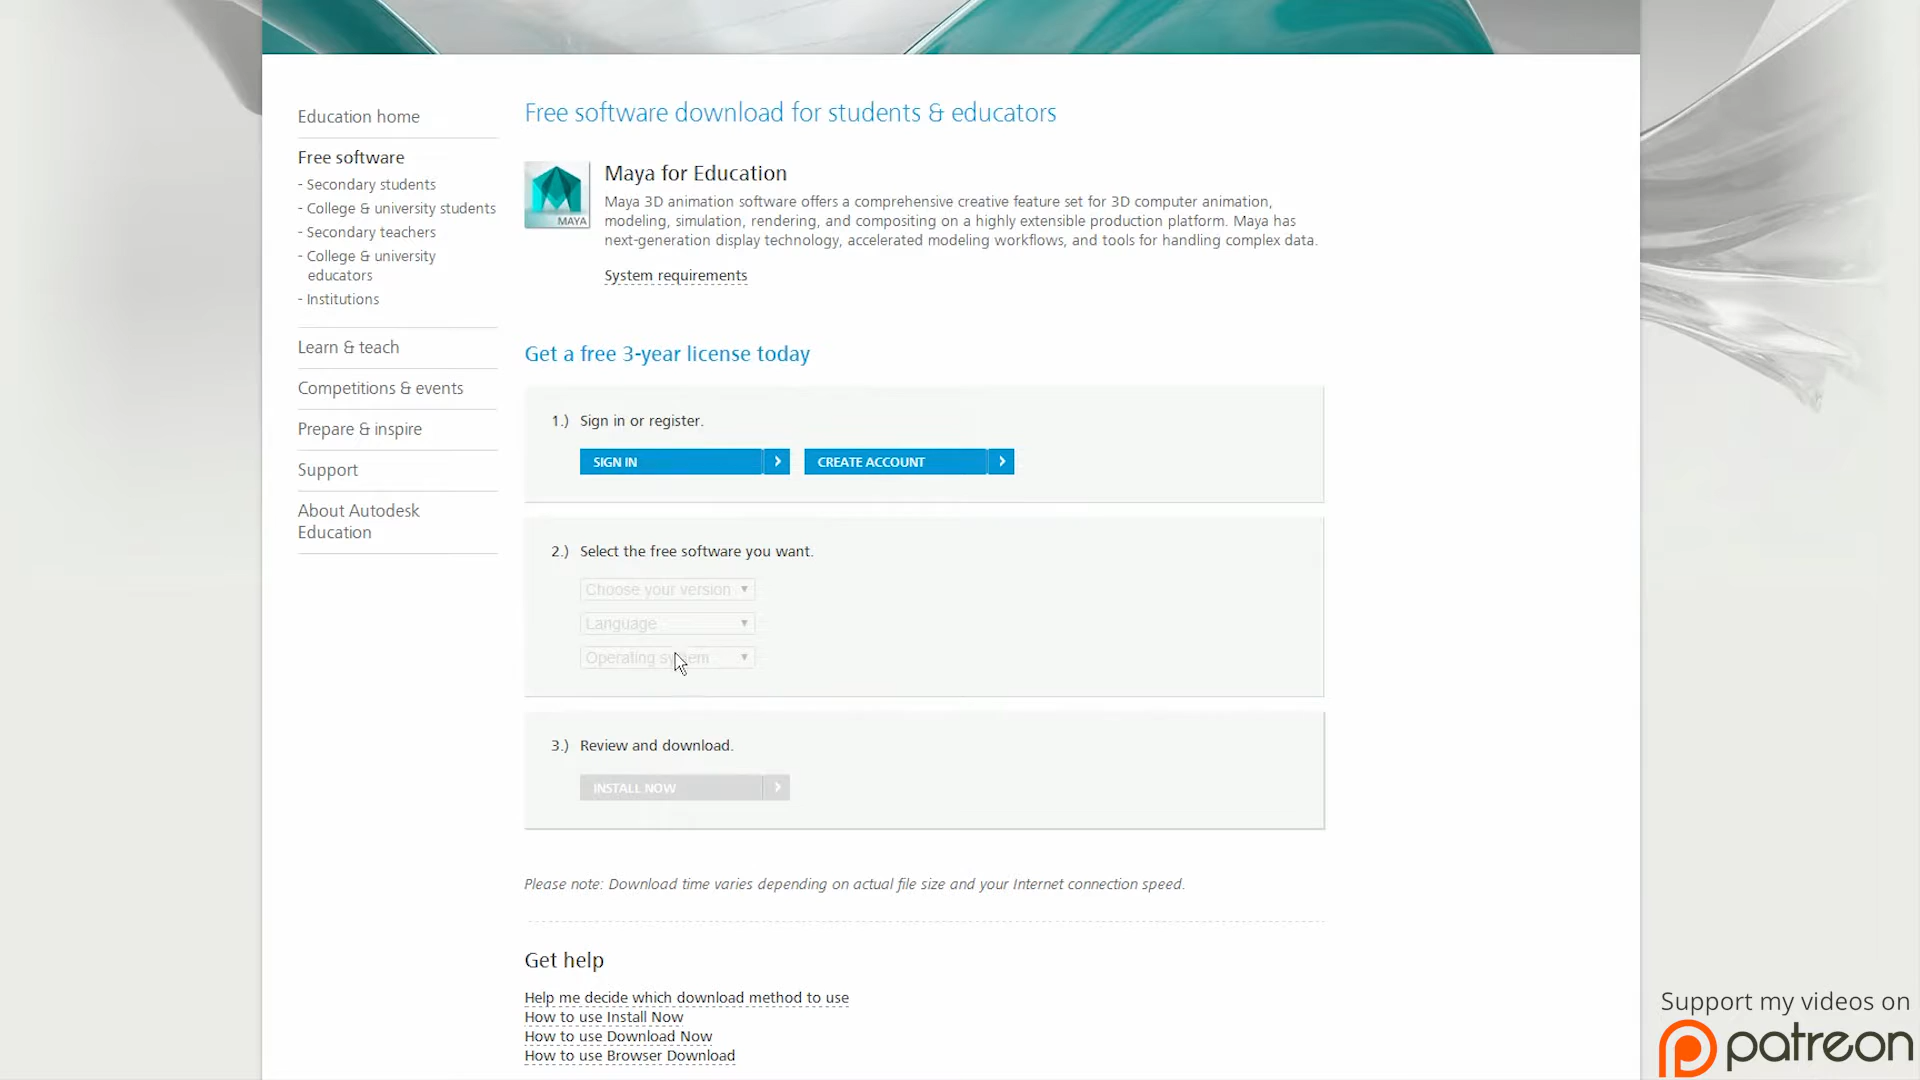 Education home
Free software
- Secondary students
- College & university students
- Secondary teachers
- College & university
educators
- Institutions
Learn & teach
Competitions & events
Prepare & inspire
Support
About Autodesk
Education
Free software download for students & educators
MAYA
Maya for Education
Maya 3D animation software offers a comprehensive creative feature set for 3D computer animation,
modeling, simulation, rendering, and compositing on a highly extensible production platform. Maya has
next-generation display technology, accelerated modeling workflows, and tools for handling complex data.
System requirements
Get a free 3-year license today
1.) Sign in or register.
SIGN IN
CREATE ACCOUNT
2.) Select the free software you want.
Choose your version
Language
Operating system
3.) Review and download.
INSTALL NOW
Please note: Download time varies depending on actual file size and your Internet connection speed.
Get help
Help me decide which download method to use
How to use Install Now
How to use Download Now
How to use Browser Download
Support my videos on
patreon